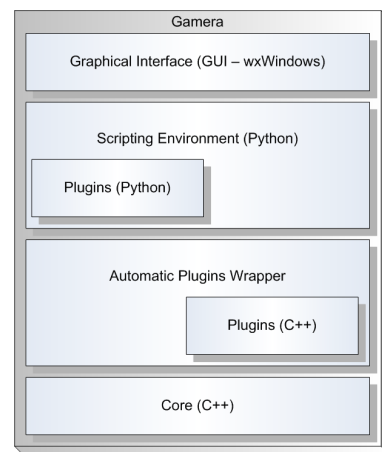 Gamera
Graphical Interface (GUI – wxWindows)
Scripting Environment (Python)
Plugins (Python)
Automatic Plugins Wrapper
Plugins (C++)
Core (C++)